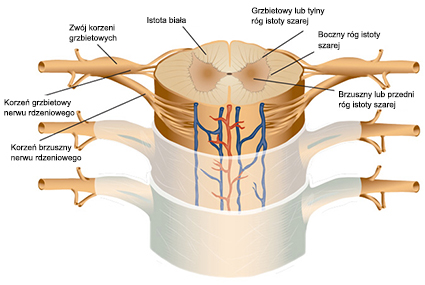 Zwój korzeni
grzbietowych
Istota biała
Grzbietowy lub tylny
róg istoty szarej
Boczny róg istoty
szarej
Brzuszny lub przedni
róg istoty szarej
Korzeń grzbietowy
nerwu rdzeniowego
Korzeń brzuszny
nerwu rdzeniowego